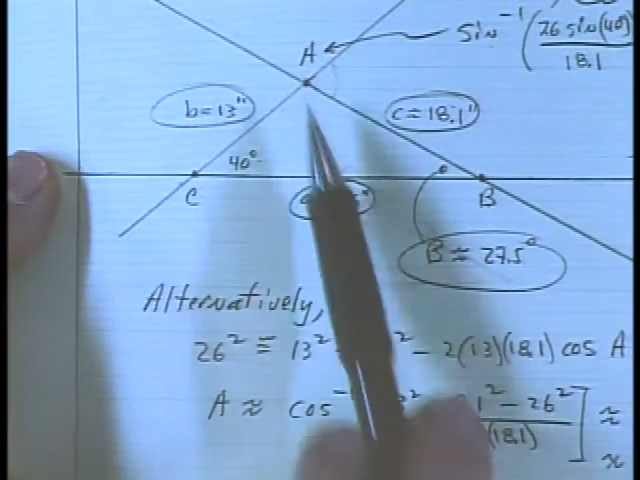 A
sin⁻¹(26 sin(40°)
18.1
b=13"
c≈18.1"
40°
C
B
B ≈ 27.5°
Alternatively,
26² = 13² ² - 2(13)(18.1) cos A
A ≈ cos⁻ ² 1² - 26² ] ≈
(18.1) ≈